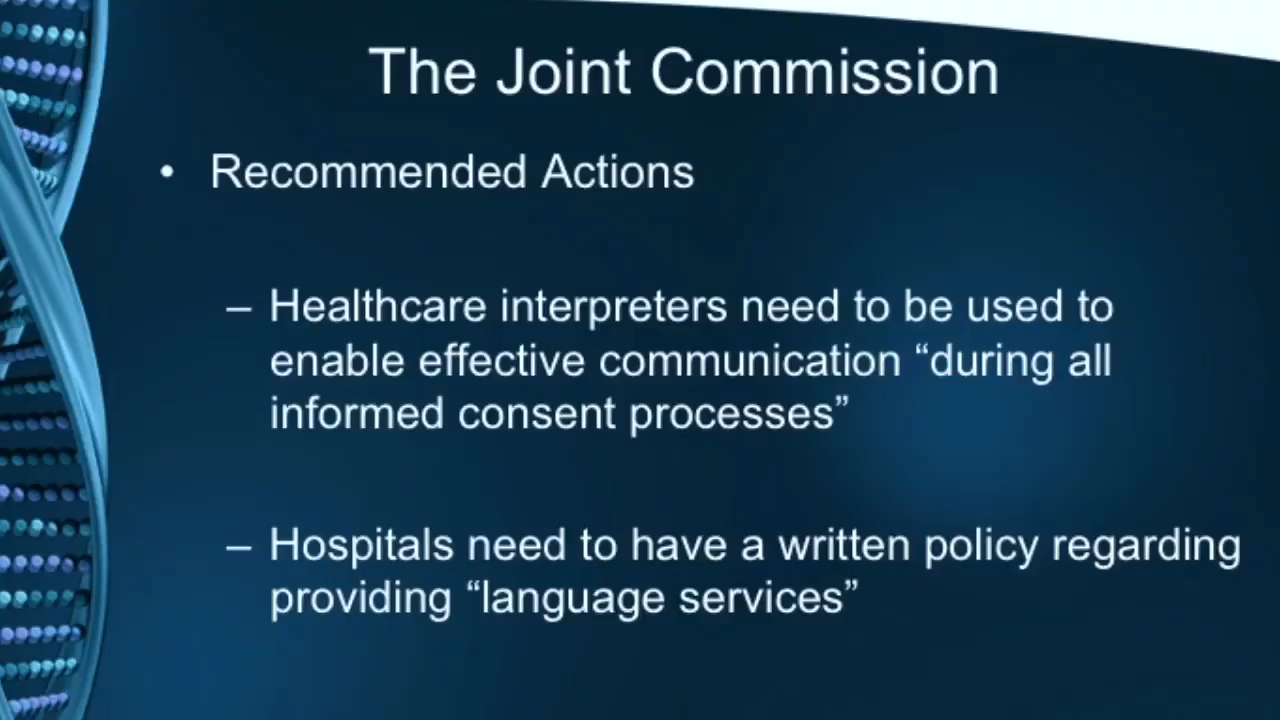 The Joint Commission
• Recommended Actions
– Healthcare interpreters need to be used to
enable effective communication “during all
informed consent processes”
– Hospitals need to have a written policy regarding
providing “language services”